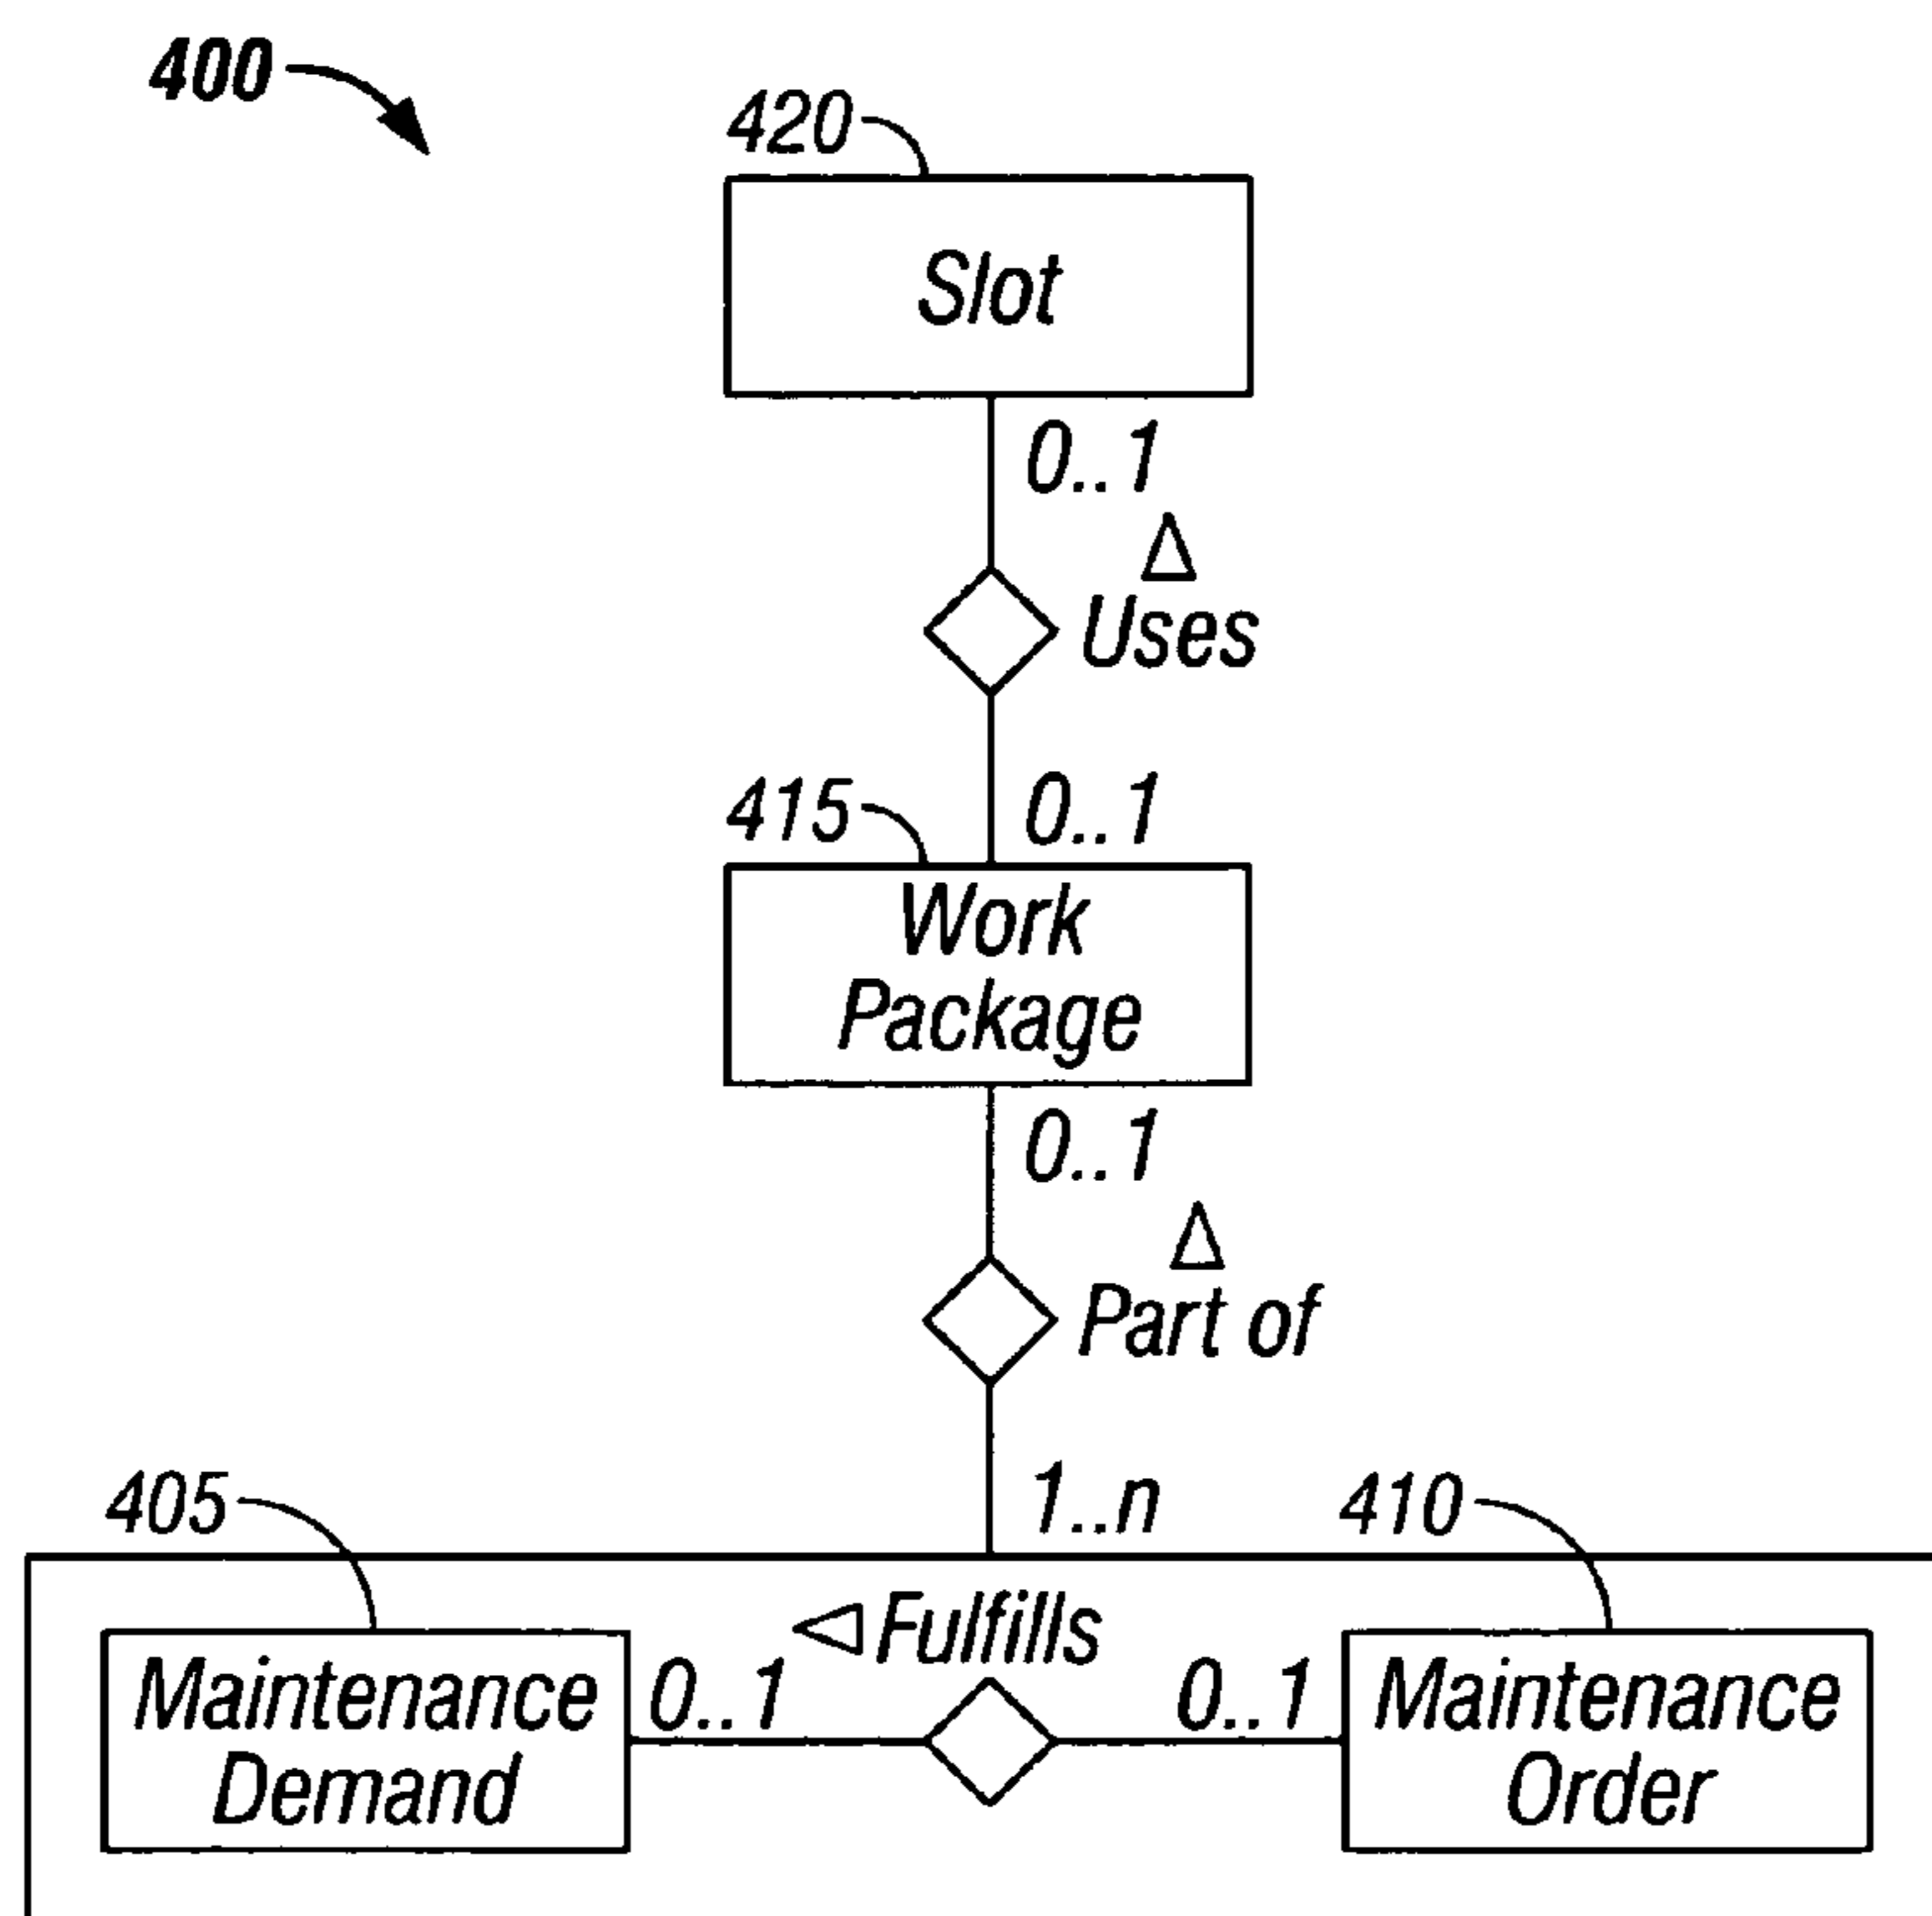 400
420
Slot
0..1
Δ
Uses
415
0..1
Work
Package
0..1
Δ
Part of
1..n
405
410
Fulfills
Maintenance
Demand
0..1
0..1
Maintenance
Order